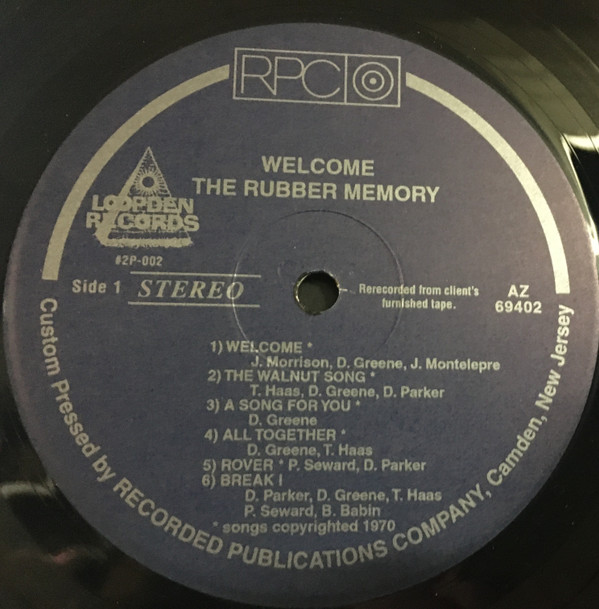 RPC
WELCOME
THE RUBBER MEMORY
LOOPDEN
RECORDS
#2P-002
Side 1 STEREO
Rerecorded from client's
furnished tape.
AZ
69402
1) WELCOME *
J. Morrison, D. Greene, J. Montelepre
2) THE WALNUT SONG *
T. Haas, D. Greene, D. Parker
3) A SONG FOR YOU *
D. Greene
4) ALL TOGETHER *
D. Greene, T. Haas
5) ROVER * P. Seward, D. Parker
6) BREAK I
D. Parker, D. Greene, T. Haas
P. Seward, B. Babin
* songs copyrighted 1970
Custom Pressed by RECORDED PUBLICATIONS COMPANY, Camden, New Jersey